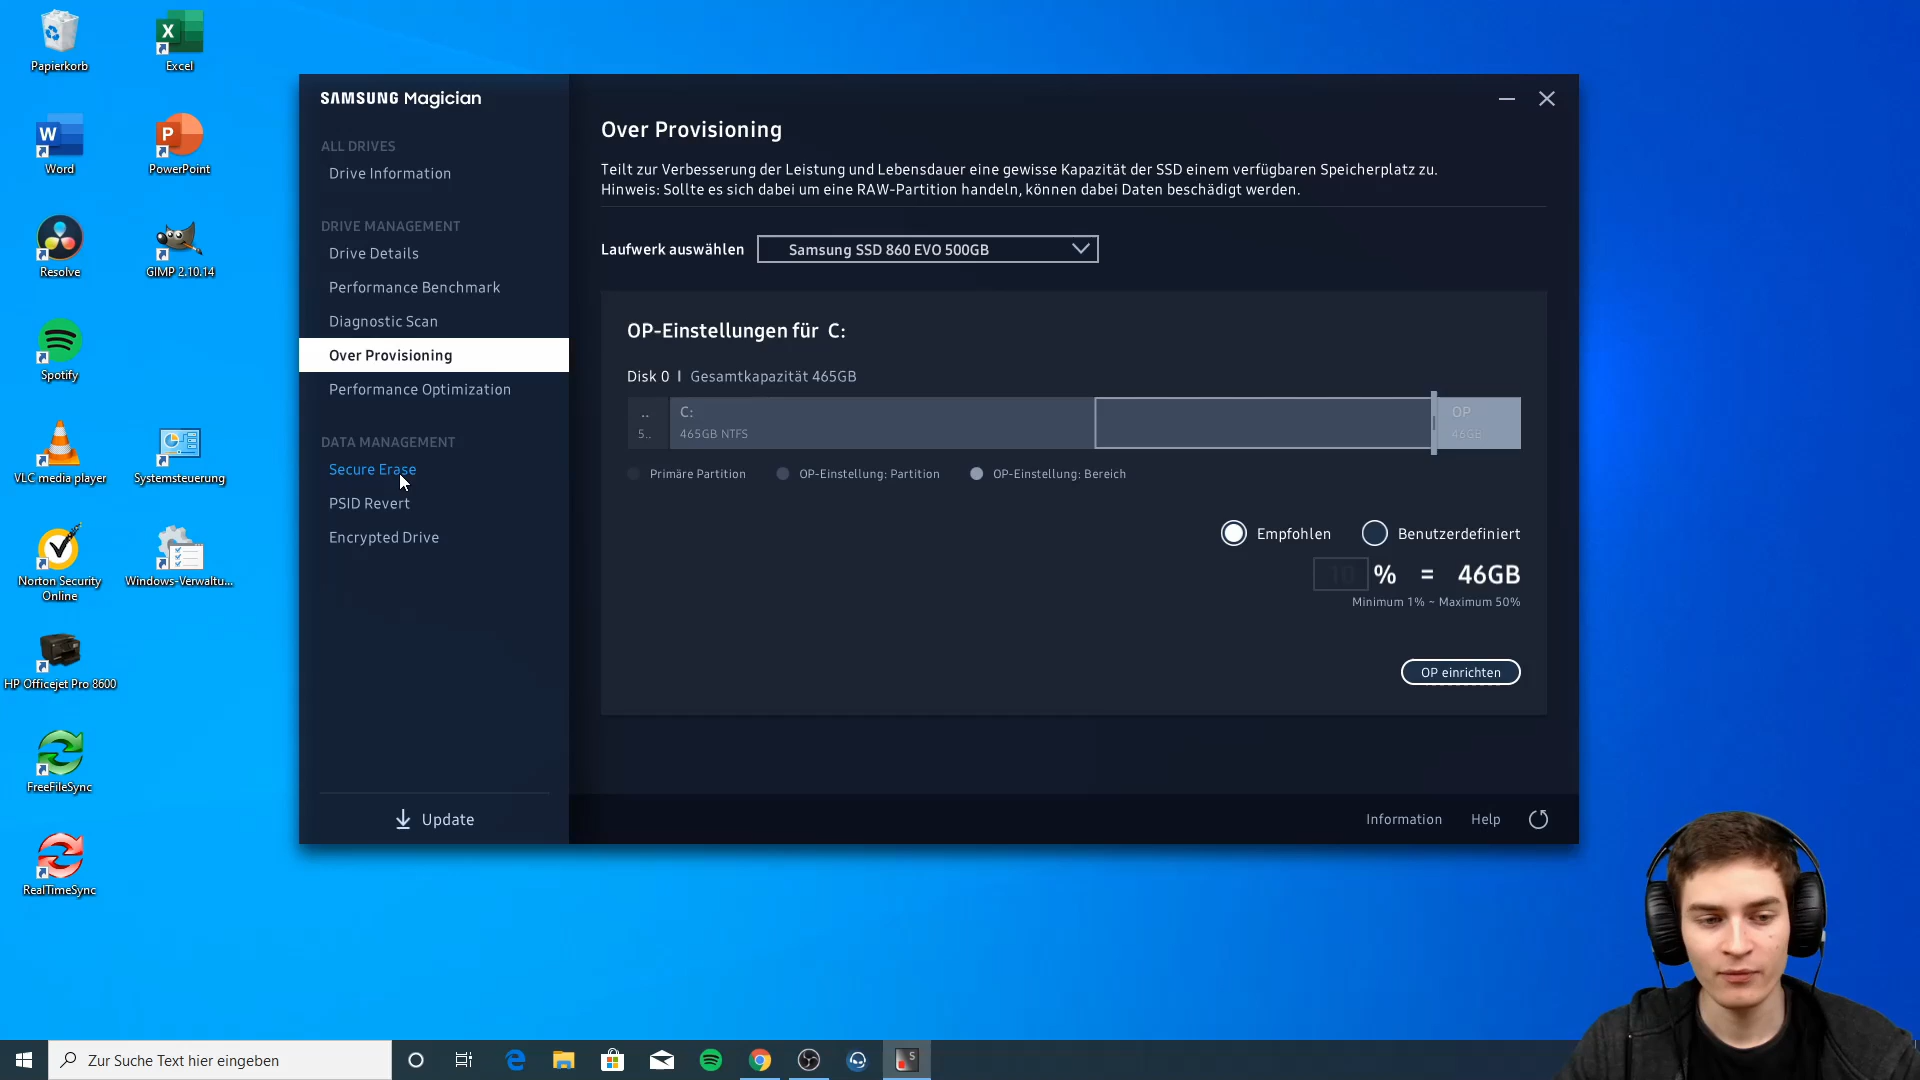 Papierkorb
Excel
Word
PowerPoint
Resolve
GIMP 2.10.14
Spotify
VLC media player
Systemsteuerung
Norton Security
Online
Windows-Verwaltu...
HP Officejet Pro 8600
FreeFileSync
RealTimeSync
SAMSUNG Magician
ALL DRIVES
Drive Information
DRIVE MANAGEMENT
Drive Details
Performance Benchmark
Diagnostic Scan
Over Provisioning
Performance Optimization
DATA MANAGEMENT
Secure Erase
PSID Revert
Encrypted Drive
Update
Over Provisioning
Teilt zur Verbesserung der Leistung und Lebensdauer eine gewisse Kapazität der SSD einem verfügbaren Speicherplatz zu.
Hinweis: Sollte es sich dabei um eine RAW-Partition handeln, können dabei Daten beschädigt werden.
Laufwerk auswählen
Samsung SSD 860 EVO 500GB
OP-Einstellungen für C:
Disk 0 | Gesamtkapazität 465GB
..
5..
C:
465GB NTFS
OP
46GB
Primäre Partition
OP-Einstellung: Partition
OP-Einstellung: Bereich
Empfohlen
Benutzerdefiniert
10 % = 46GB
Minimum 1% ~ Maximum 50%
OP einrichten
Information
Help
Zur Suche Text hier eingeben